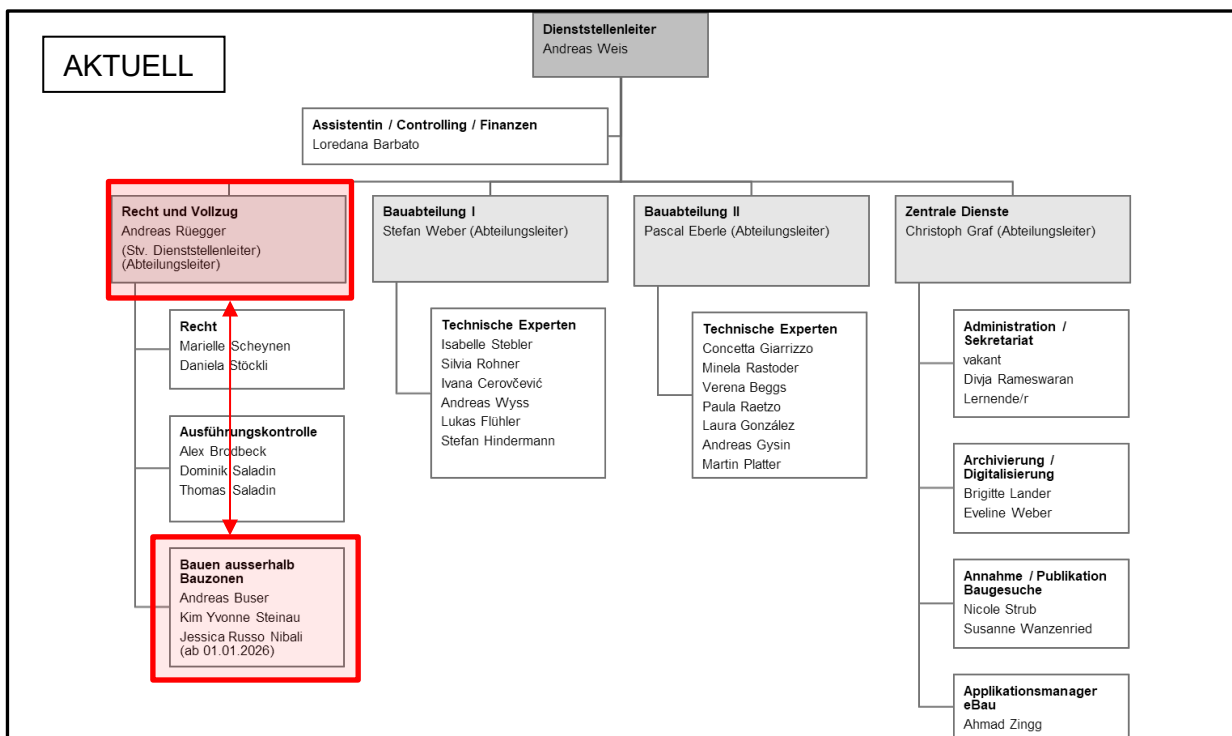 AKTUELL
Dienststellenleiter
Andreas Weis
Assistentin / Controlling / Finanzen
Loredana Barbato
Recht und Vollzug
Andreas Rüegger
(Stv. Dienststellenleiter)
(Abteilungsleiter)
Bauabteilung I
Stefan Weber (Abteilungsleiter)
Bauabteilung II
Pascal Eberle (Abteilungsleiter)
Zentrale Dienste
Christoph Graf (Abteilungsleiter)
Recht
Marielle Scheynen
Daniela Stöckli
Ausführungskontrolle
Alex Brodbeck
Dominik Saladin
Thomas Saladin
Bauen ausserhalb
Bauzonen
Andreas Buser
Kim Yvonne Steinau
Jessica Russo Nibali
(ab 01.01.2026)
Technische Experten
Isabelle Stebler
Silvia Rohner
Ivana Cerovčević
Andreas Wyss
Lukas Flühler
Stefan Hindermann
Technische Experten
Concetta Giarrizzo
Minela Rastoder
Verena Beggs
Paula Raetzo
Laura González
Andreas Gysin
Martin Platter
Administration /
Sekretariat
vakant
Divja Rameswaran
Lernende/r
Archivierung /
Digitalisierung
Brigitte Lander
Eveline Weber
Annahme / Publikation
Baugesuche
Nicole Strub
Susanne Wanzenried
Applikationsmanager
eBau
Ahmad Zingg